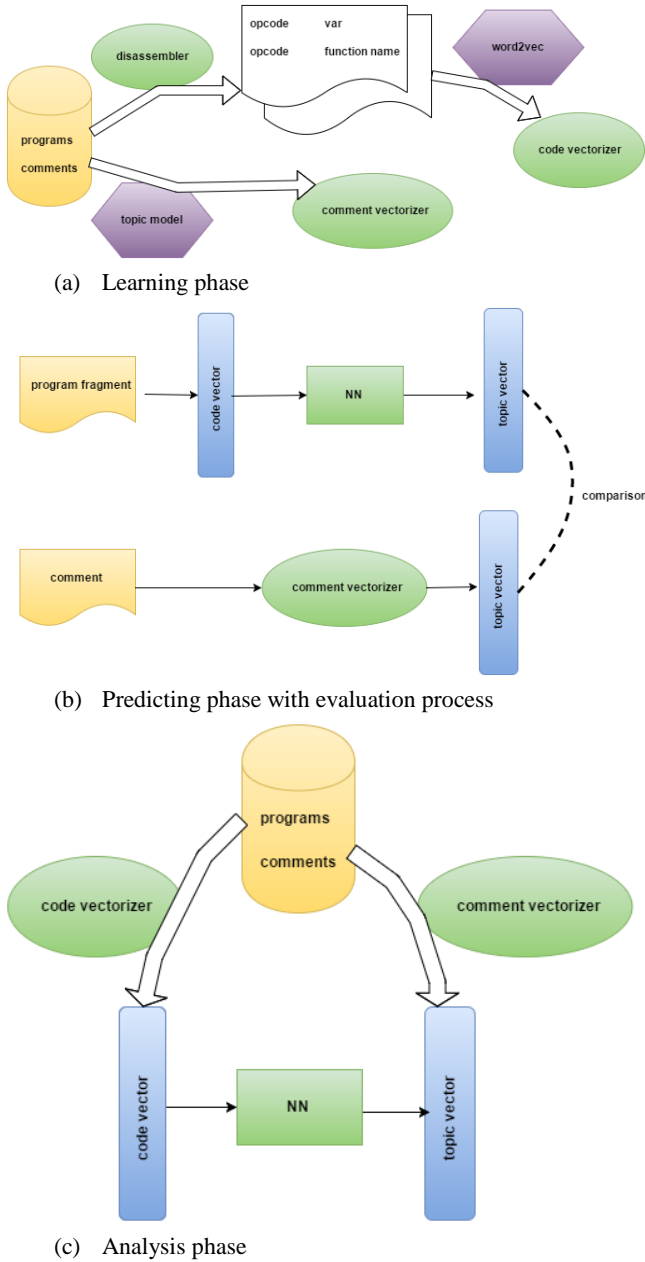 opcode var
disassembler
opcode function name
word2vec
programs
comments
code vectorizer
topic model
comment vectorizer
(a) Learning phase
program fragment
code vector
NN
topic vector
comparison
comment
comment vectorizer
topic vector
(b) Predicting phase with evaluation process
programs
comments
code vectorizer
comment vectorizer
code vector
NN
topic vector
(c) Analysis phase